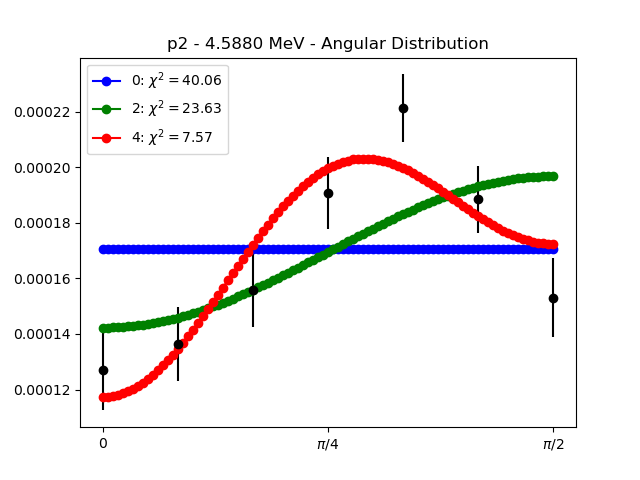 p2 - 4.5880 MeV - Angular Distribution
0: χ² = 40.06
2: χ² = 23.63
4: χ² = 7.57
0.00022
0.00020
0.00018
0.00016
0.00014
0.00012
0 π/4 π/2